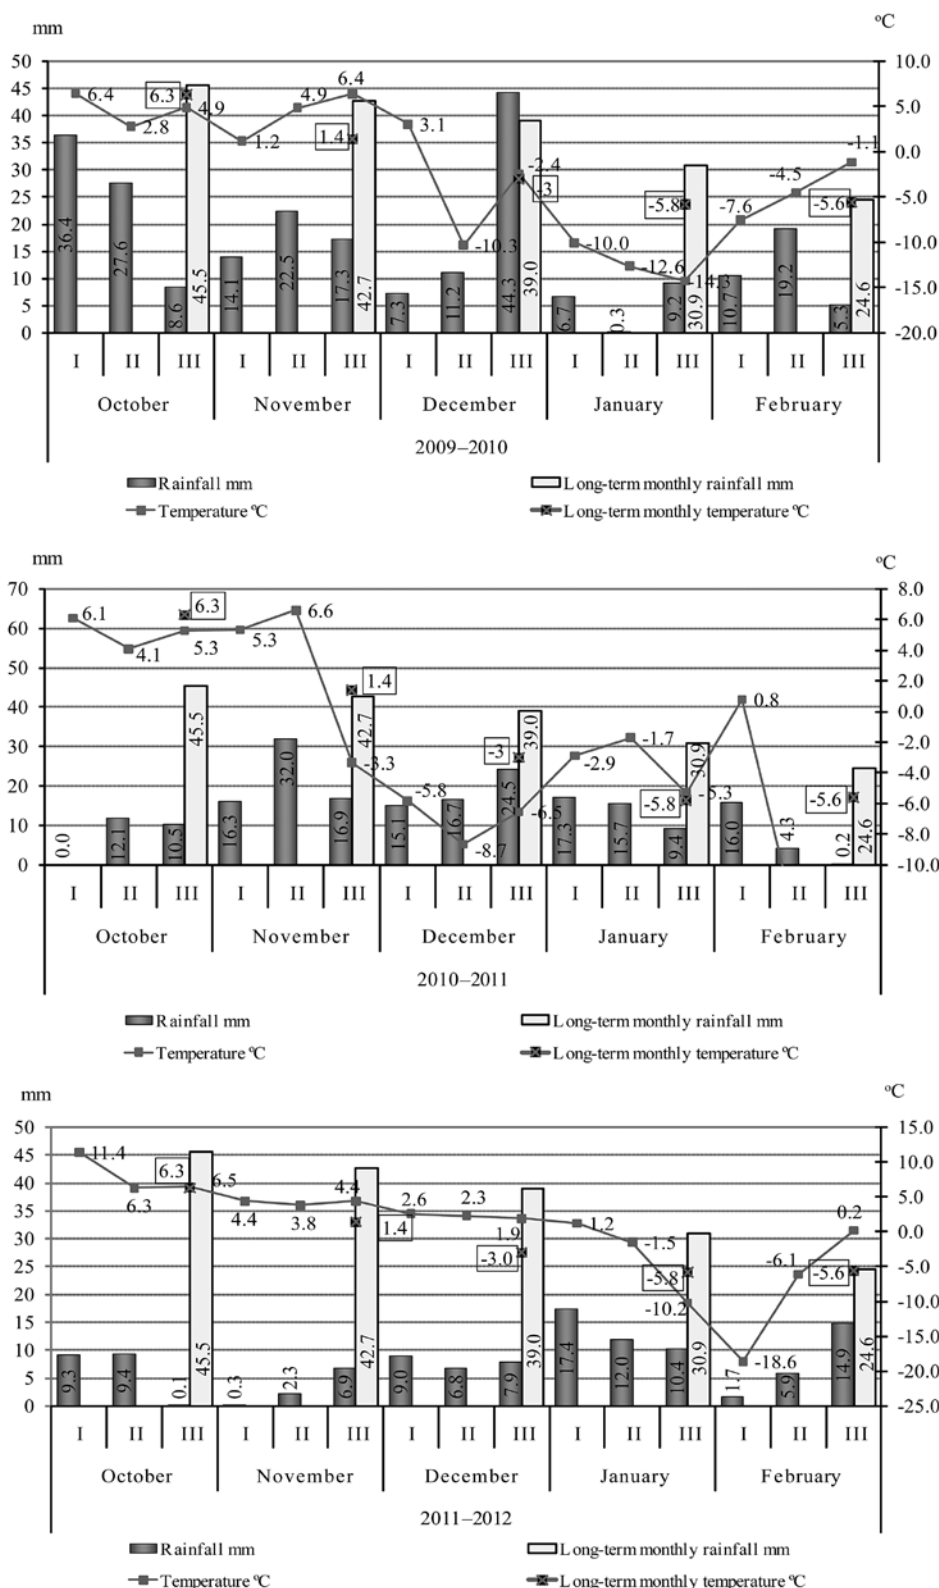 mm ºC
50 10.0
45 5.0
40 0.0
35 -5.0
30 -10.0
25 -15.0
20 -20.0
15
10
5
0
6.4 2.8 6.3 4.9 1.2 4.9 6.4 1.4 3.1 -10.3 -2.4 -3 -10.0 -12.6 -5.8 -14.3 -7.6 -4.5 -5.6 -1.1
36.4 27.6 8.6 45.5 14.1 22.5 17.3 42.7 7.3 11.2 44.3 39.0 6.7 0.3 9.2 30.9 10.7 19.2 5.3 24.6
I II III I II III I II III I II III I II III
October November December January February
2009–2010
Rainfall mm Long-term monthly rainfall mm
Temperature ºC Long-term monthly temperature ºC
mm ºC
70 8.0
60 6.0
50 4.0
40 2.0
30 0.0
20 -2.0
10 -4.0
0 -6.0
-8.0
-10.0
6.1 4.1 6.3 5.3 5.3 6.6 1.4 -3.3 -5.8 -8.7 -3 -6.5 -2.9 -1.7 -5.8 -5.3 0.8 -5.6
0.0 12.1 10.5 45.5 16.3 32.0 16.9 42.7 15.1 16.7 24.5 39.0 17.3 15.7 9.4 30.9 16.0 4.3 0.2 24.6
I II III I II III I II III I II III I II III
October November December January February
2010–2011
Rainfall mm Long-term monthly rainfall mm
Temperature ºC Long-term monthly temperature ºC
mm ºC
50 15.0
45 10.0
40 5.0
35 0.0
30 -5.0
25 -10.0
20 -15.0
15 -20.0
10 -25.0
5
0
11.4 6.3 6.3 6.5 4.4 3.8 4.4 1.4 2.6 2.3 1.9 -3.0 1.2 -1.5 -5.8 -10.2 -18.6 -6.1 -5.6 0.2
9.3 9.4 0.1 45.5 0.3 2.3 6.9 42.7 9.0 6.8 7.9 39.0 17.4 12.0 10.4 30.9 1.7 5.9 14.9 24.6
I II III I II III I II III I II III I II III
October November December January February
2011–2012
Rainfall mm Long-term monthly rainfall mm
Temperature ºC Long-term monthly temperature ºC